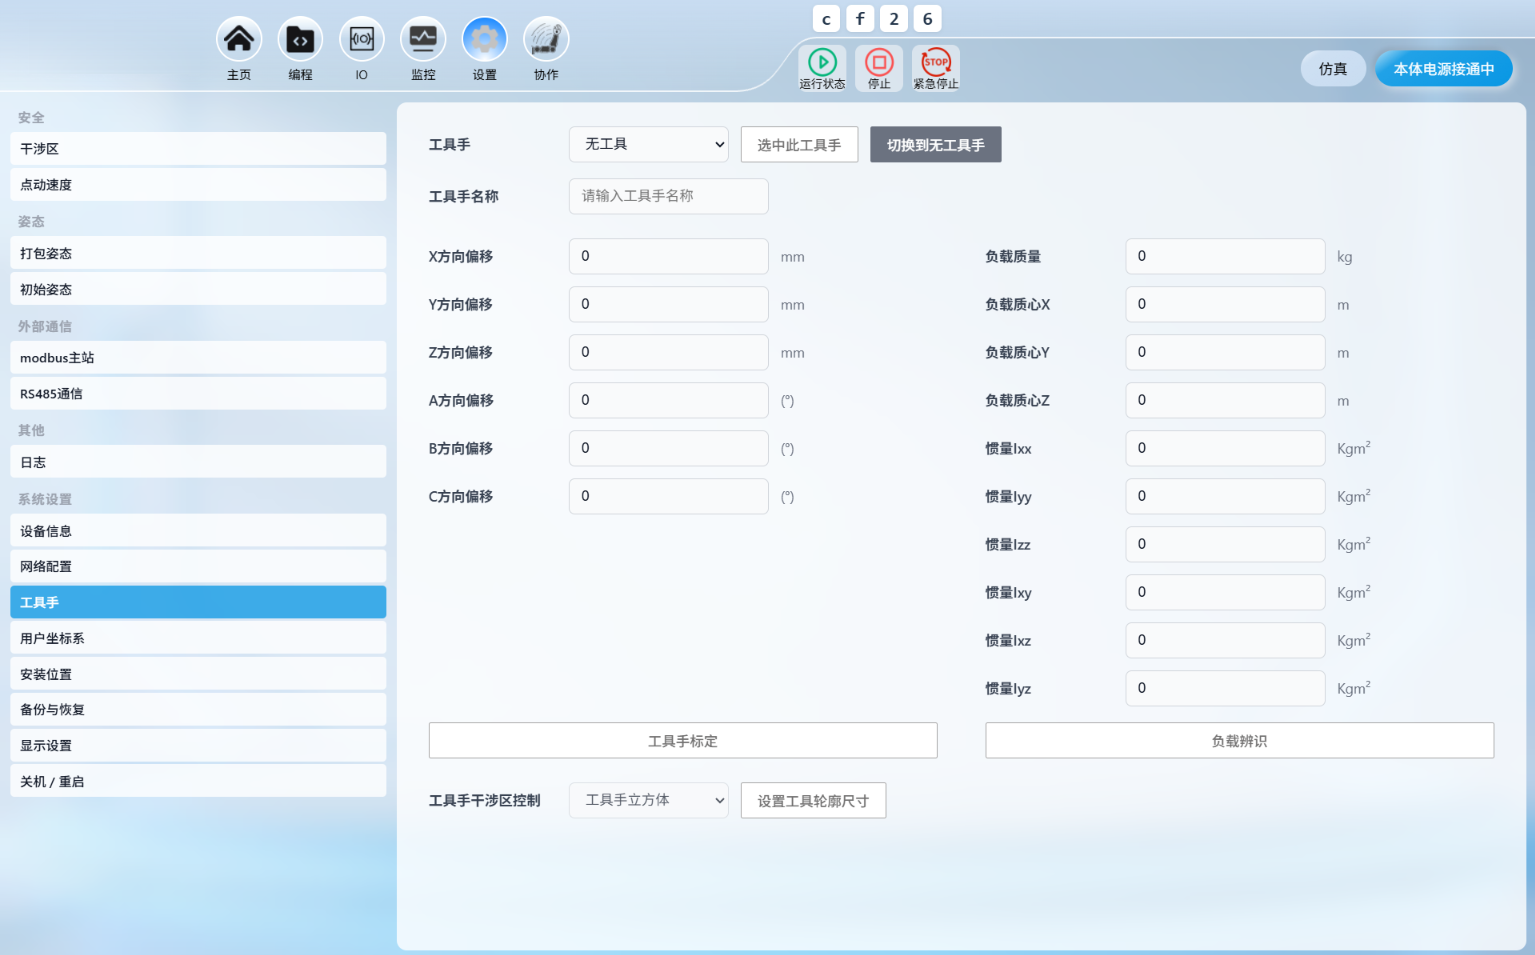 c f 2 6
主页 编程 IO 监控 设置 协作
运行状态 停止 STOP 紧急停止
仿真 本体电源接通中
安全
干涉区
点动速度
姿态
打包姿态
初始姿态
外部通信
modbus主站
RS485通信
其他
日志
系统设置
设备信息
网络配置
工具手
用户坐标系
安装位置
备份与恢复
显示设置
关机 / 重启
工具手 无工具 选中此工具手 切换到无工具手
工具手名称 请输入工具手名称
X方向偏移 0 mm
Y方向偏移 0 mm
Z方向偏移 0 mm
A方向偏移 0 (°)
B方向偏移 0 (°)
C方向偏移 0 (°)
负载质量 0 kg
负载质心X 0 m
负载质心Y 0 m
负载质心Z 0 m
惯量Ixx 0 Kgm²
惯量Iyy 0 Kgm²
惯量Izz 0 Kgm²
惯量Ixy 0 Kgm²
惯量Ixz 0 Kgm²
惯量Iyz 0 Kgm²
工具手标定 负载辨识
工具手干涉区控制 工具手立方体 设置工具轮廓尺寸